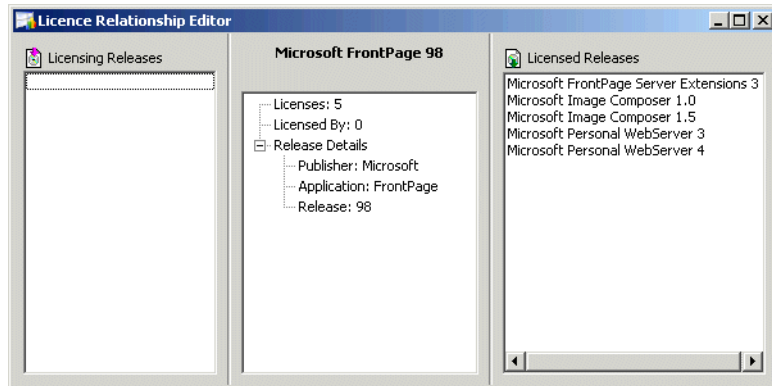 Licence Relationship Editor
Licensing Releases
Microsoft FrontPage 98
Licenses: 5
Licensed By: 0
Release Details
Publisher: Microsoft
Application: FrontPage
Release: 98
Licensed Releases
Microsoft FrontPage Server Extensions 3
Microsoft Image Composer 1.0
Microsoft Image Composer 1.5
Microsoft Personal WebServer 3
Microsoft Personal WebServer 4